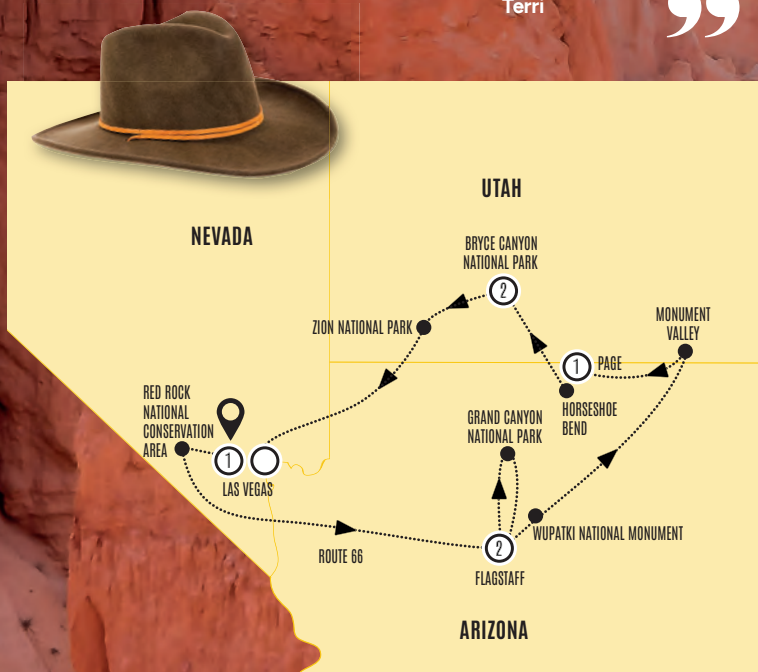 Terri
”
UTAH
NEVADA
BRYCE CANYON
NATIONAL PARK
2
ZION NATIONAL PARK
MONUMENT
VALLEY
1
PAGE
HORSESHOE
BEND
RED ROCK
NATIONAL
CONSERVATION
AREA
1
LAS VEGAS
GRAND CANYON
NATIONAL PARK
WUPATKI NATIONAL MONUMENT
2
ROUTE 66
FLAGSTAFF
ARIZONA